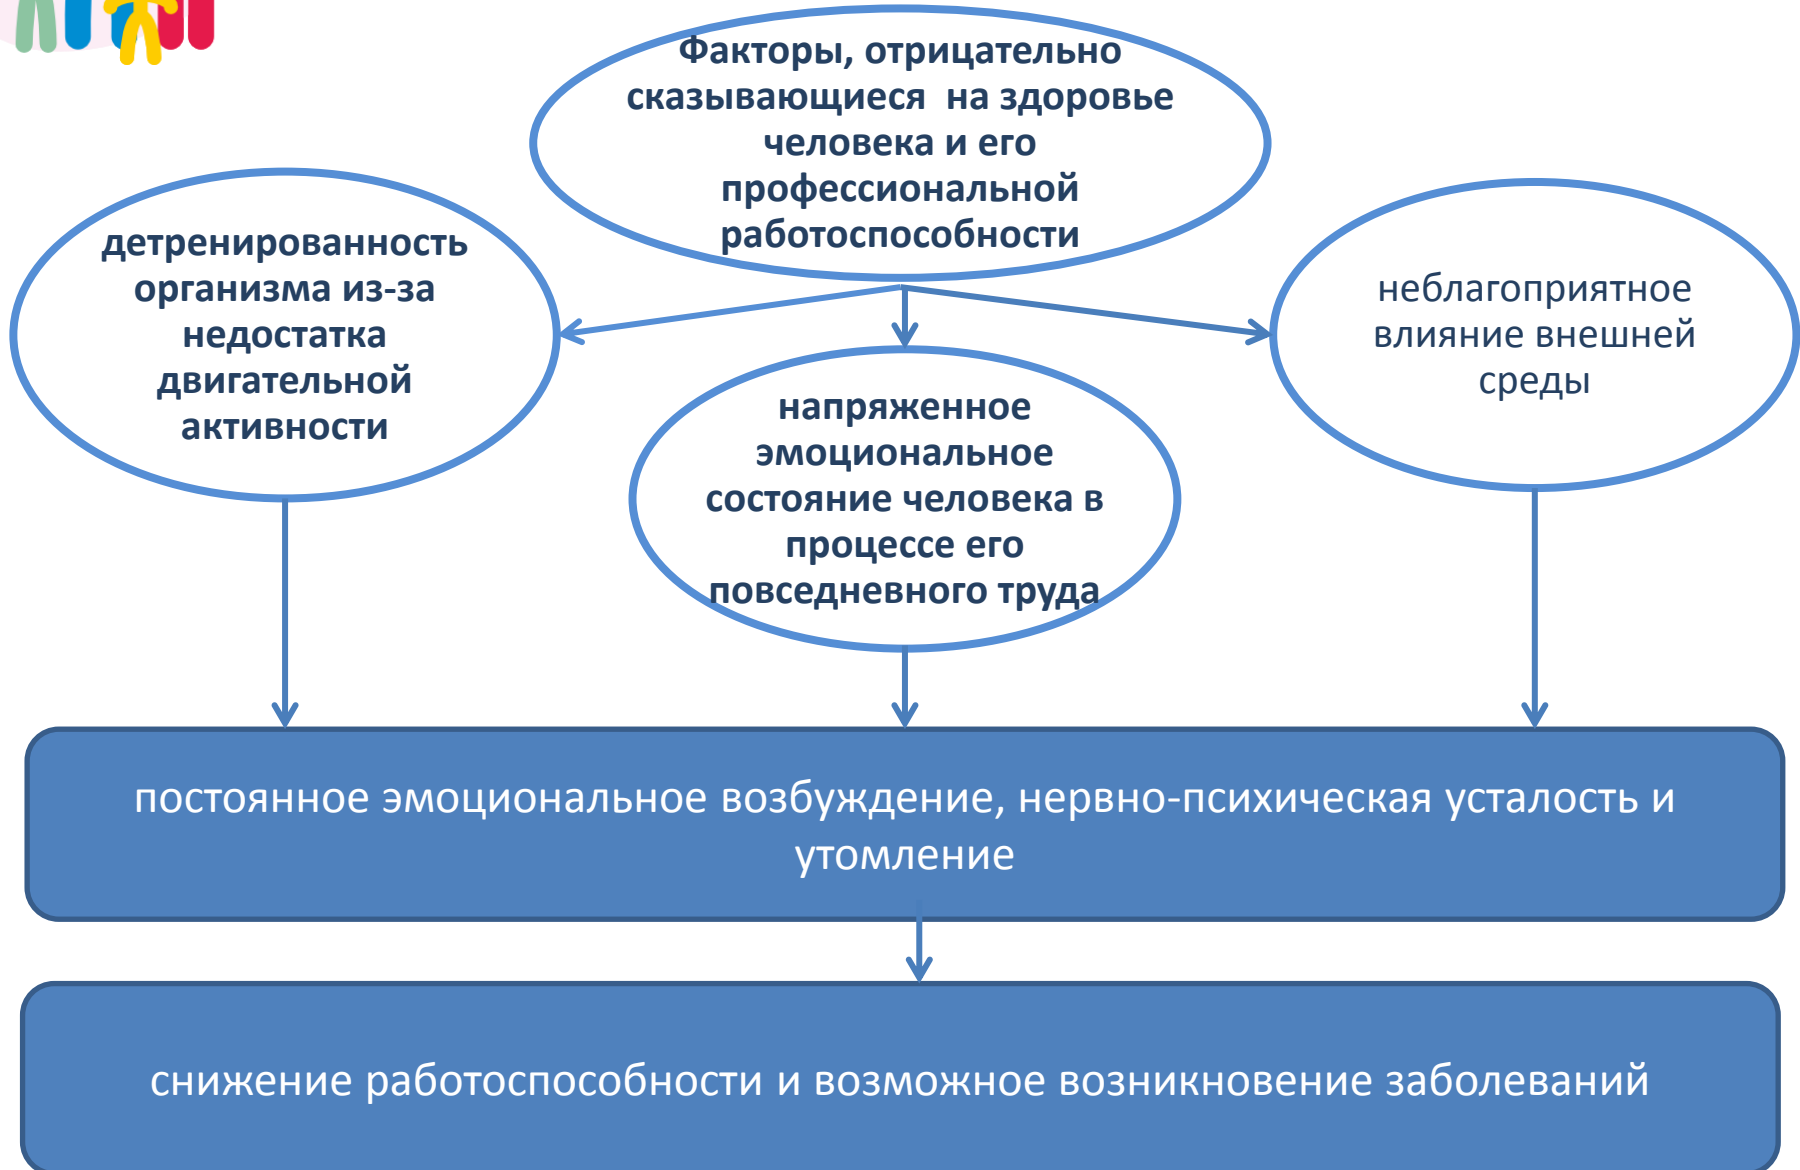 Факторы, отрицательно
сказывающиеся на здоровье
человека и его
профессиональной
работоспособности
детренированность
организма из-за
недостатка
двигательной
активности
напряженное
эмоциональное
состояние человека в
процессе его
повседневного труда
неблагоприятное
влияние внешней
среды
постоянное эмоциональное возбуждение, нервно-психическая усталость и
утомление
снижение работоспособности и возможное возникновение заболеваний